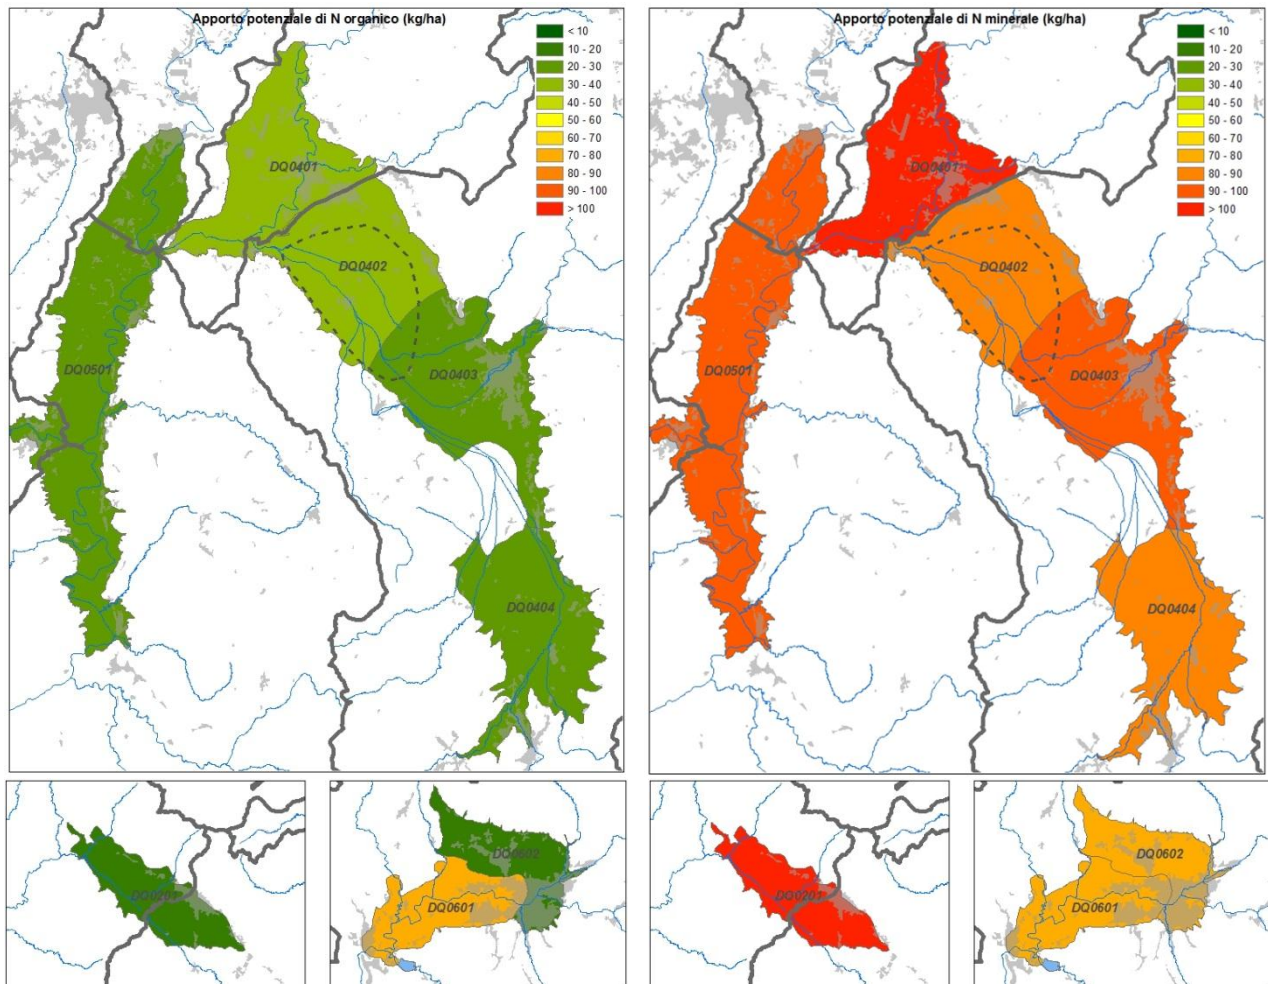 Apporto potenziale di N organico (kg/ha)
< 10
10 - 20
20 - 30
30 - 40
40 - 50
50 - 60
60 - 70
70 - 80
80 - 90
90 - 100
> 100
DQ0401
DQ0402
DQ0501
DQ0403
DQ0404
Apporto potenziale di N minerale (kg/ha)
< 10
10 - 20
20 - 30
30 - 40
40 - 50
50 - 60
60 - 70
70 - 80
80 - 90
90 - 100
> 100
DQ0401
DQ0402
DQ0501
DQ0403
DQ0404
DQ0201
DQ0602
DQ0601
DQ0201
DQ0602
DQ0601